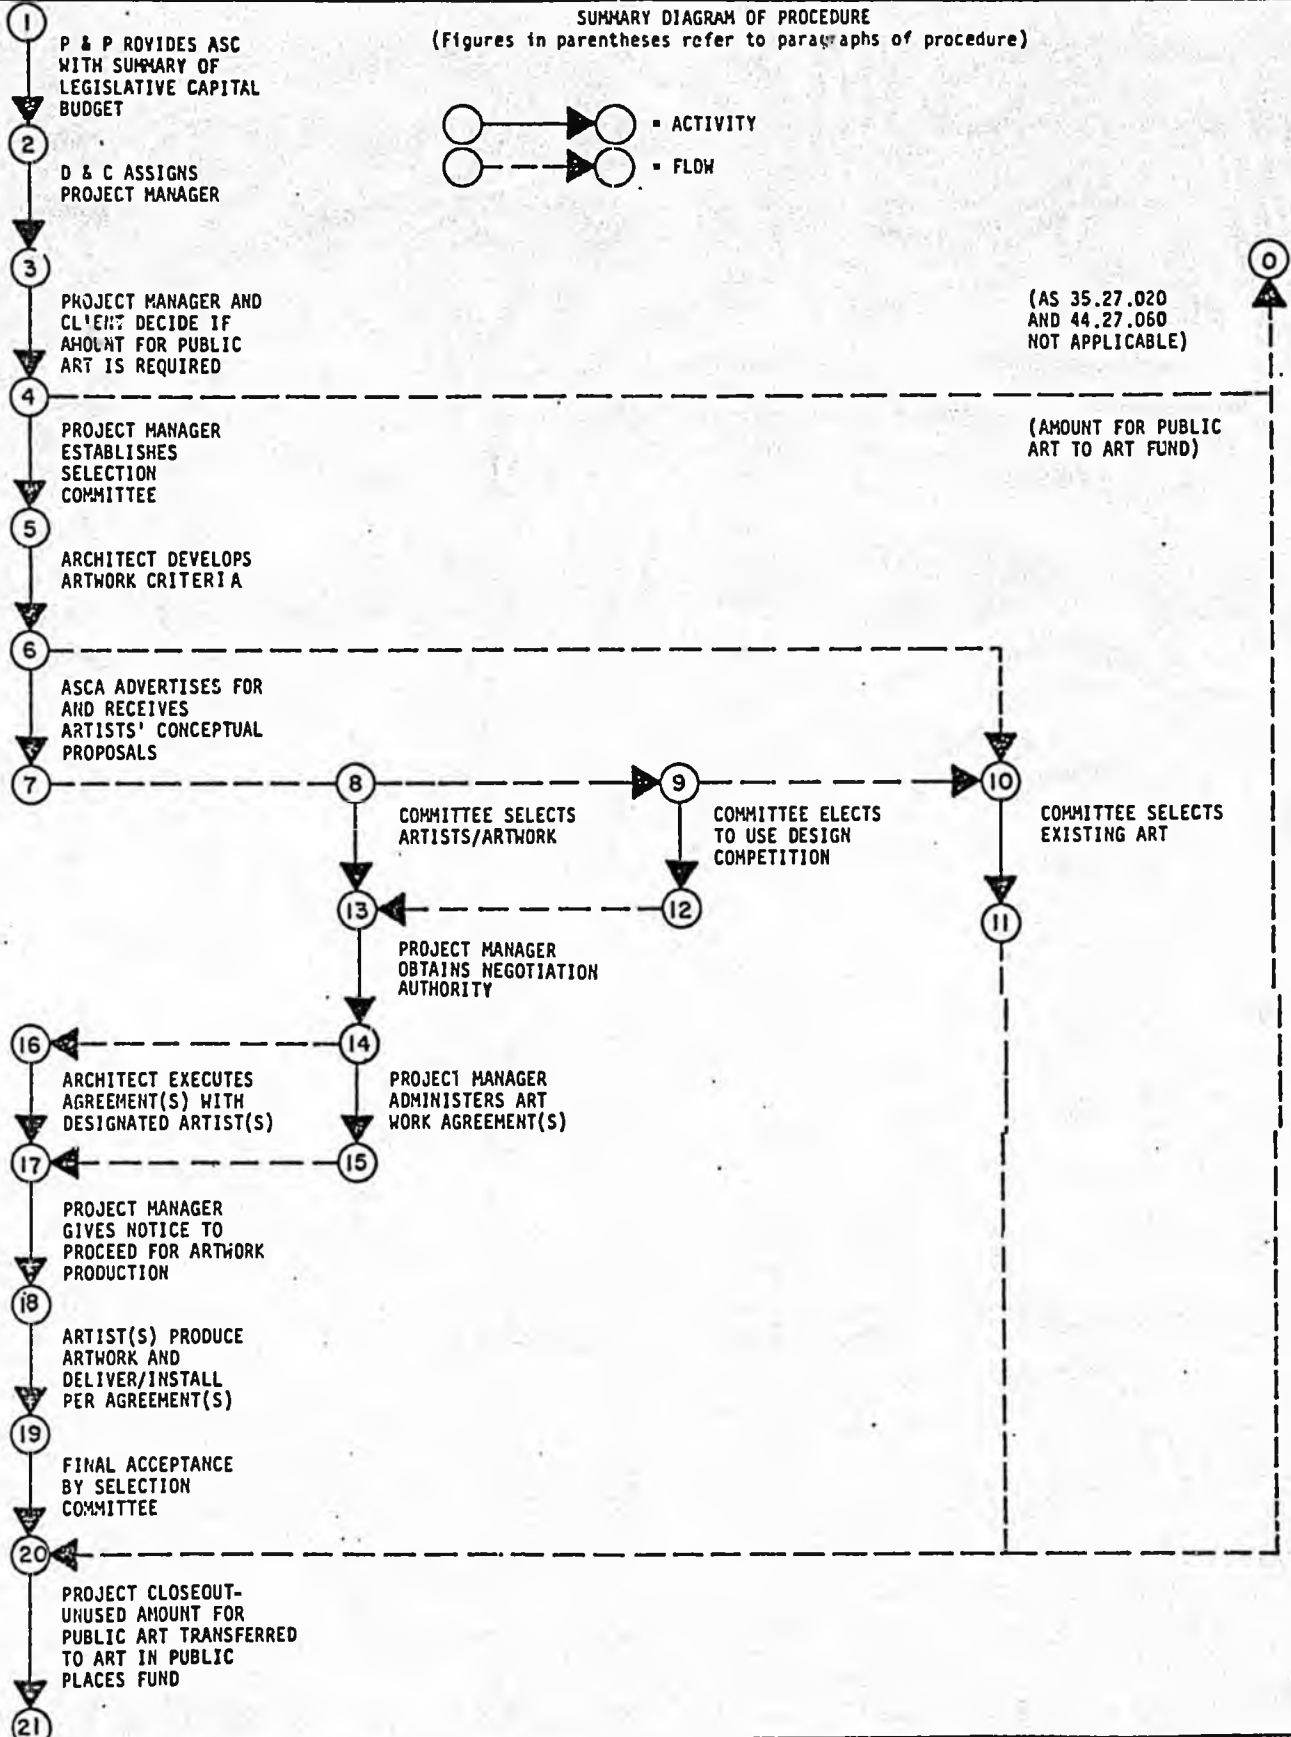 SUMMARY DIAGRAM OF PROCEDURE
(Figures in parentheses refer to paragraphs of procedure)
1
P & P ROVIDES ASC
WITH SUMMARY OF
LEGISLATIVE CAPITAL
BUDGET
= ACTIVITY
= FLOW
2
D & C ASSIGNS
PROJECT MANAGER
3
0
PROJECT MANAGER AND
CLIENT DECIDE IF
AMOUNT FOR PUBLIC
ART IS REQUIRED
(AS 35.27.020
AND 44.27.060
NOT APPLICABLE)
4
PROJECT MANAGER
ESTABLISHES
SELECTION
COMMITTEE
(AMOUNT FOR PUBLIC
ART TO ART FUND)
5
ARCHITECT DEVELOPS
ARTWORK CRITERIA
6
ASCA ADVERTISES FOR
AND RECEIVES
ARTISTS' CONCEPTUAL
PROPOSALS
7
8
9
10
COMMITTEE SELECTS
ARTISTS/ARTWORK
COMMITTEE ELECTS
TO USE DESIGN
COMPETITION
COMMITTEE SELECTS
EXISTING ART
13
12
11
PROJECT MANAGER
OBTAINS NEGOTIATION
AUTHORITY
16
14
ARCHITECT EXECUTES
AGREEMENT(S) WITH
DESIGNATED ARTIST(S)
PROJECT MANAGER
ADMINISTERS ART
WORK AGREEMENT(S)
17
15
PROJECT MANAGER
GIVES NOTICE TO
PROCEED FOR ARTWORK
PRODUCTION
18
ARTIST(S) PRODUCE
ARTWORK AND
DELIVER/INSTALL
PER AGREEMENT(S)
19
FINAL ACCEPTANCE
BY SELECTION
COMMITTEE
20
PROJECT CLOSEOUT-
UNUSED AMOUNT FOR
PUBLIC ART TRANSFERRED
TO ART IN PUBLIC
PLACES FUND
21